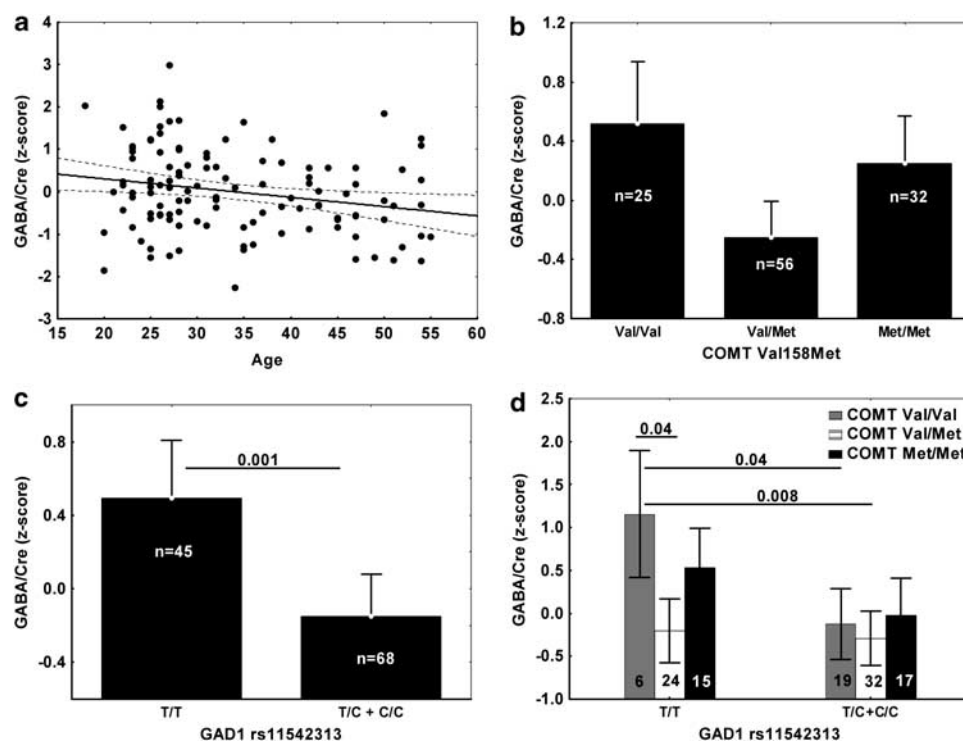 a
GABA/Cre (z-score)
4
3
2
1
0
-1
-2
-3
15 20 25 30 35 40 45 50 55 60
Age
b
GABA/Cre (z-score)
1.2
0.8
0.4
0.0
-0.4
-0.8
n=25
n=56
n=32
Val/Val Val/Met Met/Met
COMT Val158Met
c
GABA/Cre (z-score)
0.8
0.4
0.0
-0.4
0.001
n=45
n=68
T/T T/C + C/C
GAD1 rs11542313
d
GABA/Cre (z-score)
2.5
2.0
1.5
1.0
0.5
0.0
-0.5
-1.0
COMT Val/Val
COMT Val/Met
COMT Met/Met
0.04
0.04
0.008
6 24 15 19 32 17
T/T T/C+C/C
GAD1 rs11542313